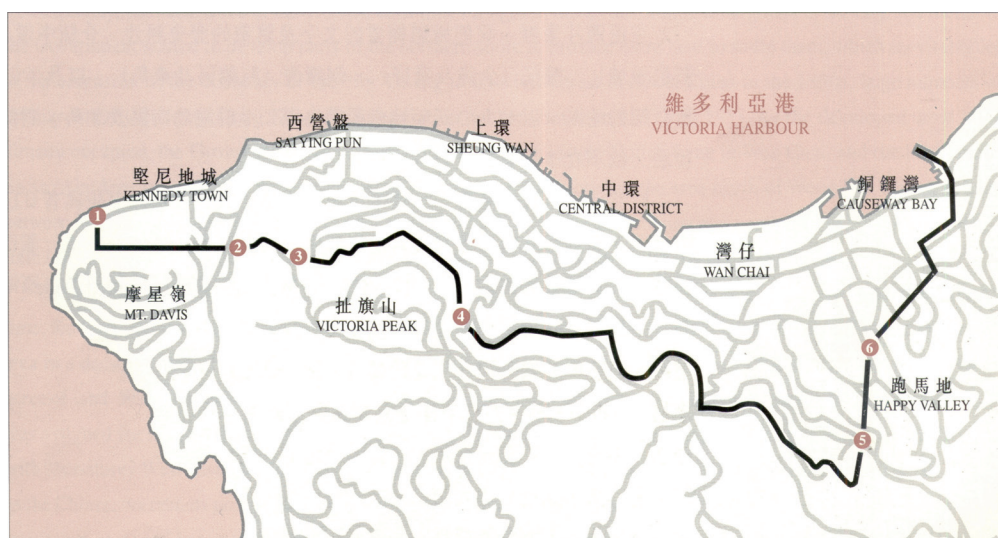 維多利亞港
VICTORIA HARBOUR
西營盤
SAI YING PUN
上環
SHEUNG WAN
堅尼地城
KENNEDY TOWN
中環
CENTRAL DISTRICT
銅鑼灣
CAUSEWAY BAY
1
2
3
灣仔
WAN CHAI
摩星嶺
MT. DAVIS
扯旗山
VICTORIA PEAK
4
6
跑馬地
HAPPY VALLEY
5